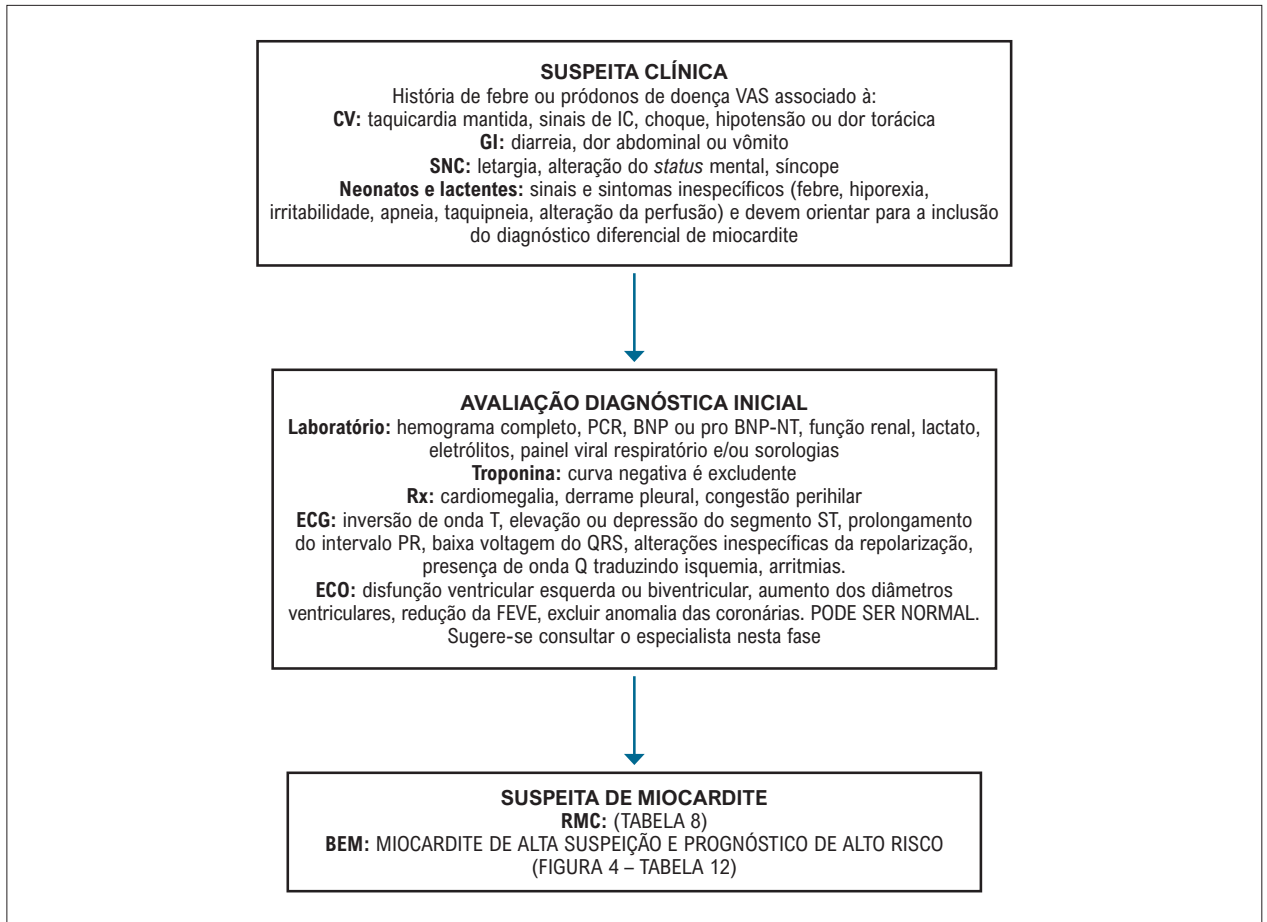 SUSPEITA CLÍNICA
História de febre ou pródonos de doença VAS associado à:
CV: taquicardia mantida, sinais de IC, choque, hipotensão ou dor torácica
GI: diarreia, dor abdominal ou vômito
SNC: letargia, alteração do status mental, síncope
Neonatos e lactentes: sinais e sintomas inespecíficos (febre, hiporexia,
irritabilidade, apneia, taquipneia, alteração da perfusão) e devem orientar para a inclusão
do diagnóstico diferencial de miocardite
AVALIAÇÃO DIAGNÓSTICA INICIAL
Laboratório: hemograma completo, PCR, BNP ou pro BNP-NT, função renal, lactato,
eletrólitos, painel viral respiratório e/ou sorologias
Troponina: curva negativa é excludente
Rx: cardiomegalia, derrame pleural, congestão perihilar
ECG: inversão de onda T, elevação ou depressão do segmento ST, prolongamento
do intervalo PR, baixa voltagem do QRS, alterações inespecíficas da repolarização,
presença de onda Q traduzindo isquemia, arritmias.
ECO: disfunção ventricular esquerda ou biventricular, aumento dos diâmetros
ventriculares, redução da FEVE, excluir anomalia das coronárias. PODE SER NORMAL.
Sugere-se consultar o especialista nesta fase
SUSPEITA DE MIOCARDITE
RMC: (TABELA 8)
BEM: MIOCARDITE DE ALTA SUSPEIÇÃO E PROGNÓSTICO DE ALTO RISCO
(FIGURA 4 – TABELA 12)